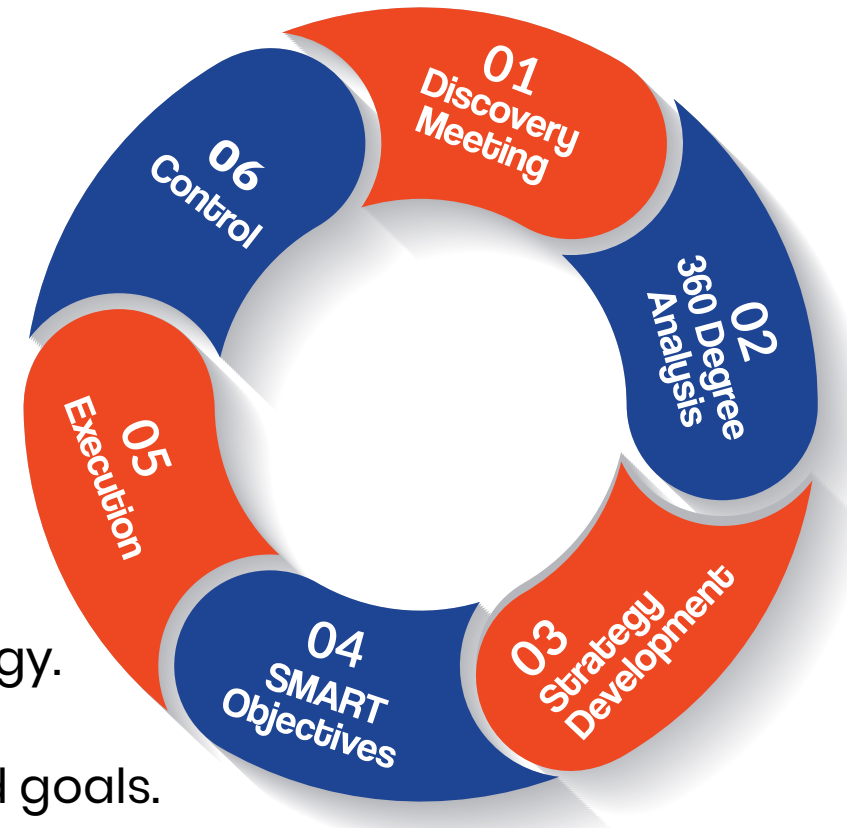 01
Discovery
Meeting
02
360 Degree
Analysis
03
Strategy
Development
04
SMART
Objectives
05
Execution
06
Control
gy.
goals.